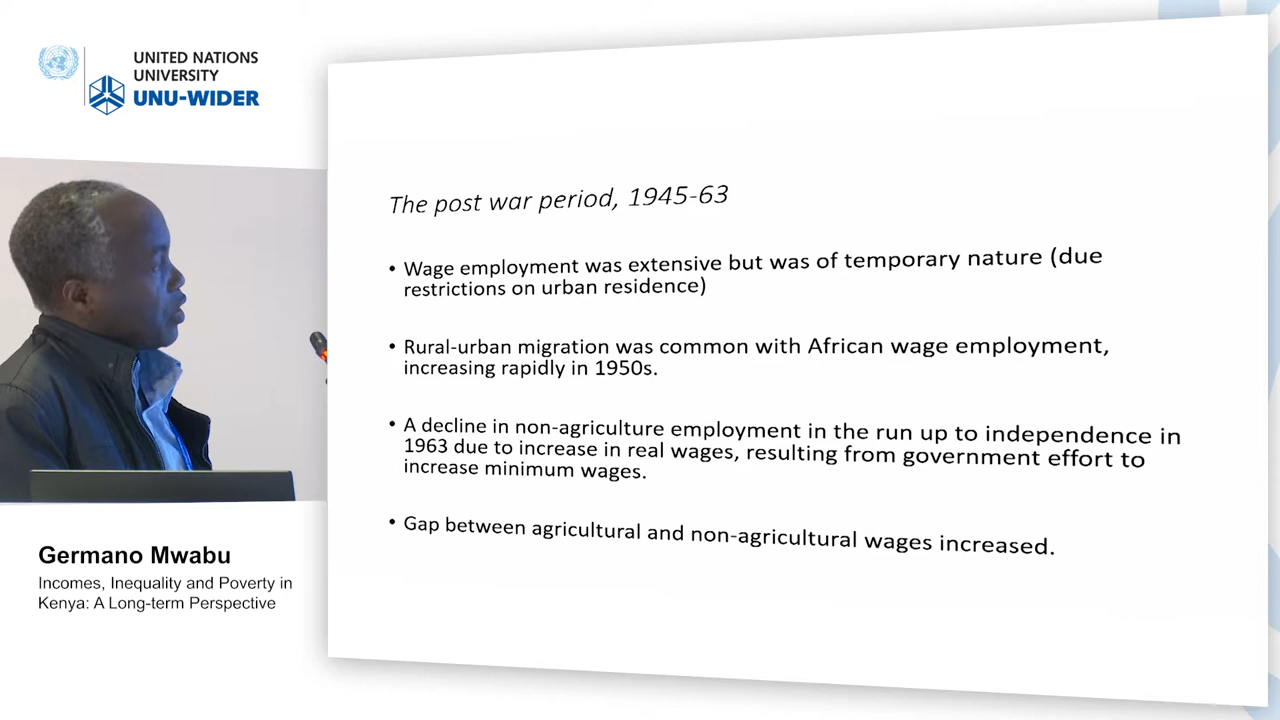 UNITED NATIONS
UNIVERSITY
UNU-WIDER
The post war period, 1945-63
• Wage employment was extensive but was of temporary nature (due
restrictions on urban residence)
• Rural-urban migration was common with African wage employment,
increasing rapidly in 1950s.
• A decline in non-agriculture employment in the run up to independence in
1963 due to increase in real wages, resulting from government effort to
increase minimum wages.
• Gap between agricultural and non-agricultural wages increased.
Germano Mwabu
Incomes, Inequality and Poverty in
Kenya: A Long-term Perspective